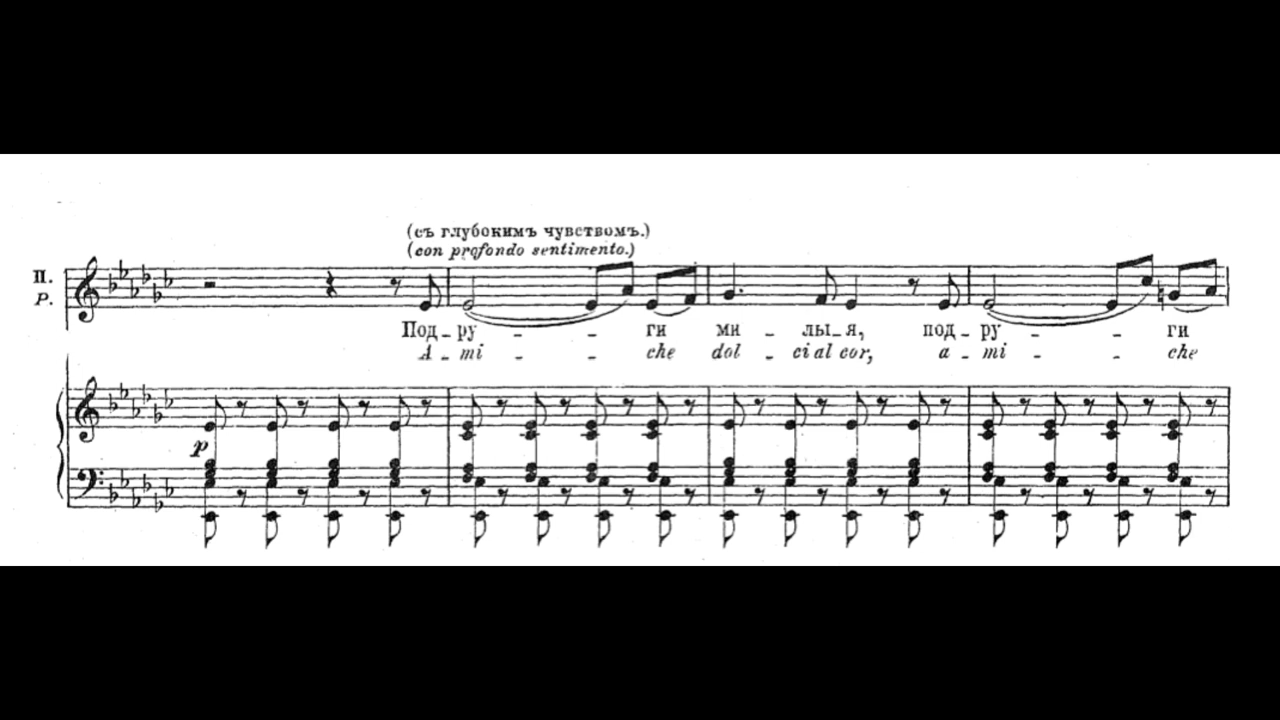 (съ глубокимъ чувствомъ.)
(con profondo sentimento.)
П.
P.
Под - ру - - ги ми - лы - я, под - ру - - ги
A - mi - - che dol - ci al cor, a - mi - - che
p